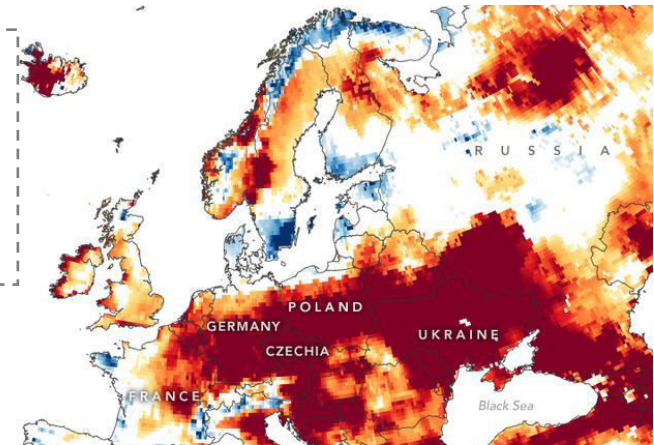 RUSSIA
POLAND
GERMANY
UKRAINE
CZECHIA
FRANCE
Black Sea